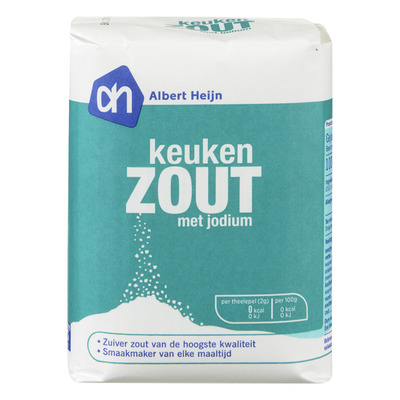 ah
Albert Heijn
keuken
ZOUT
met jodium
per theelepel (2g) per 100g
0 kcal 0 kcal
0 kJ 0 kJ
• Zuiver zout van de hoogste kwaliteit
• Smaakmaker van elke maaltijd